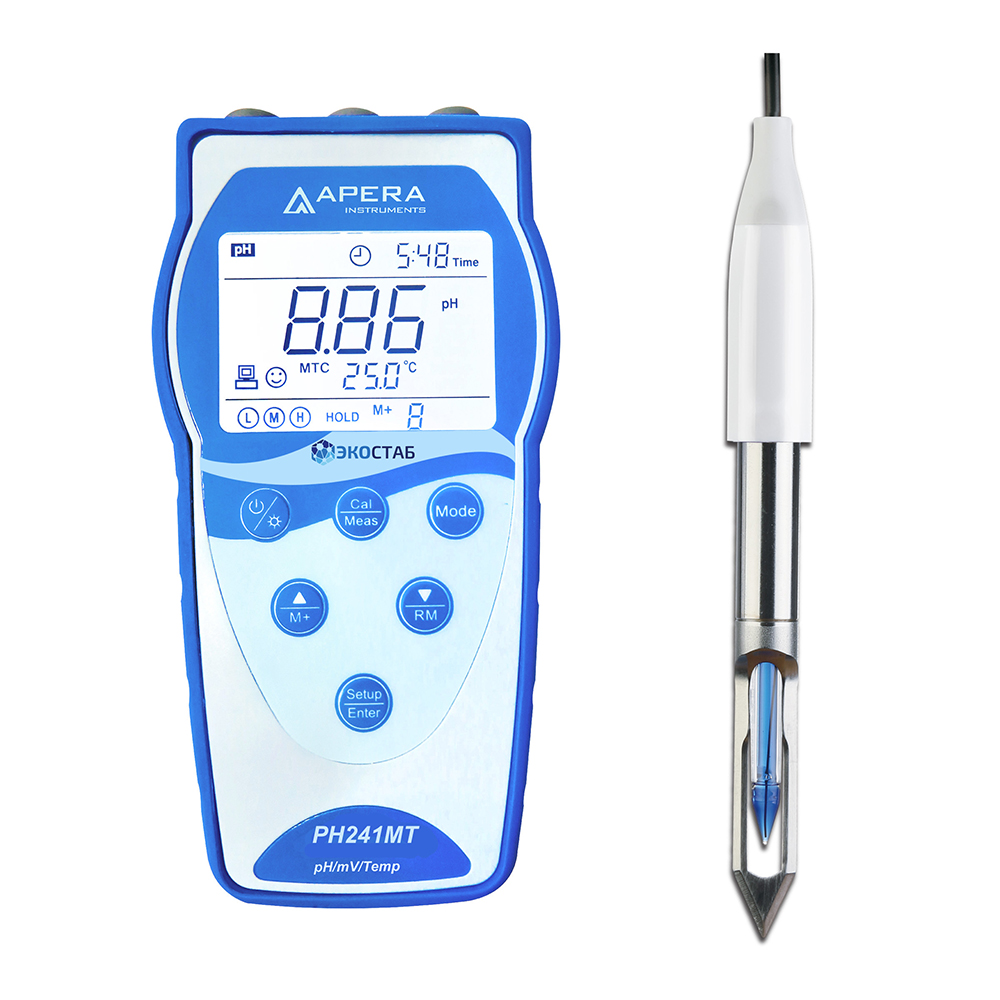 APERA
INSTRUMENTS
pH
5:48 Time
8.86 pH
MTC 25.0 °C
L M H HOLD M+ 8
ЭКОСТАБ
Cal
Meas
Mode
M+
RM
Setup
Enter
PH241MT
pH/mV/Temp